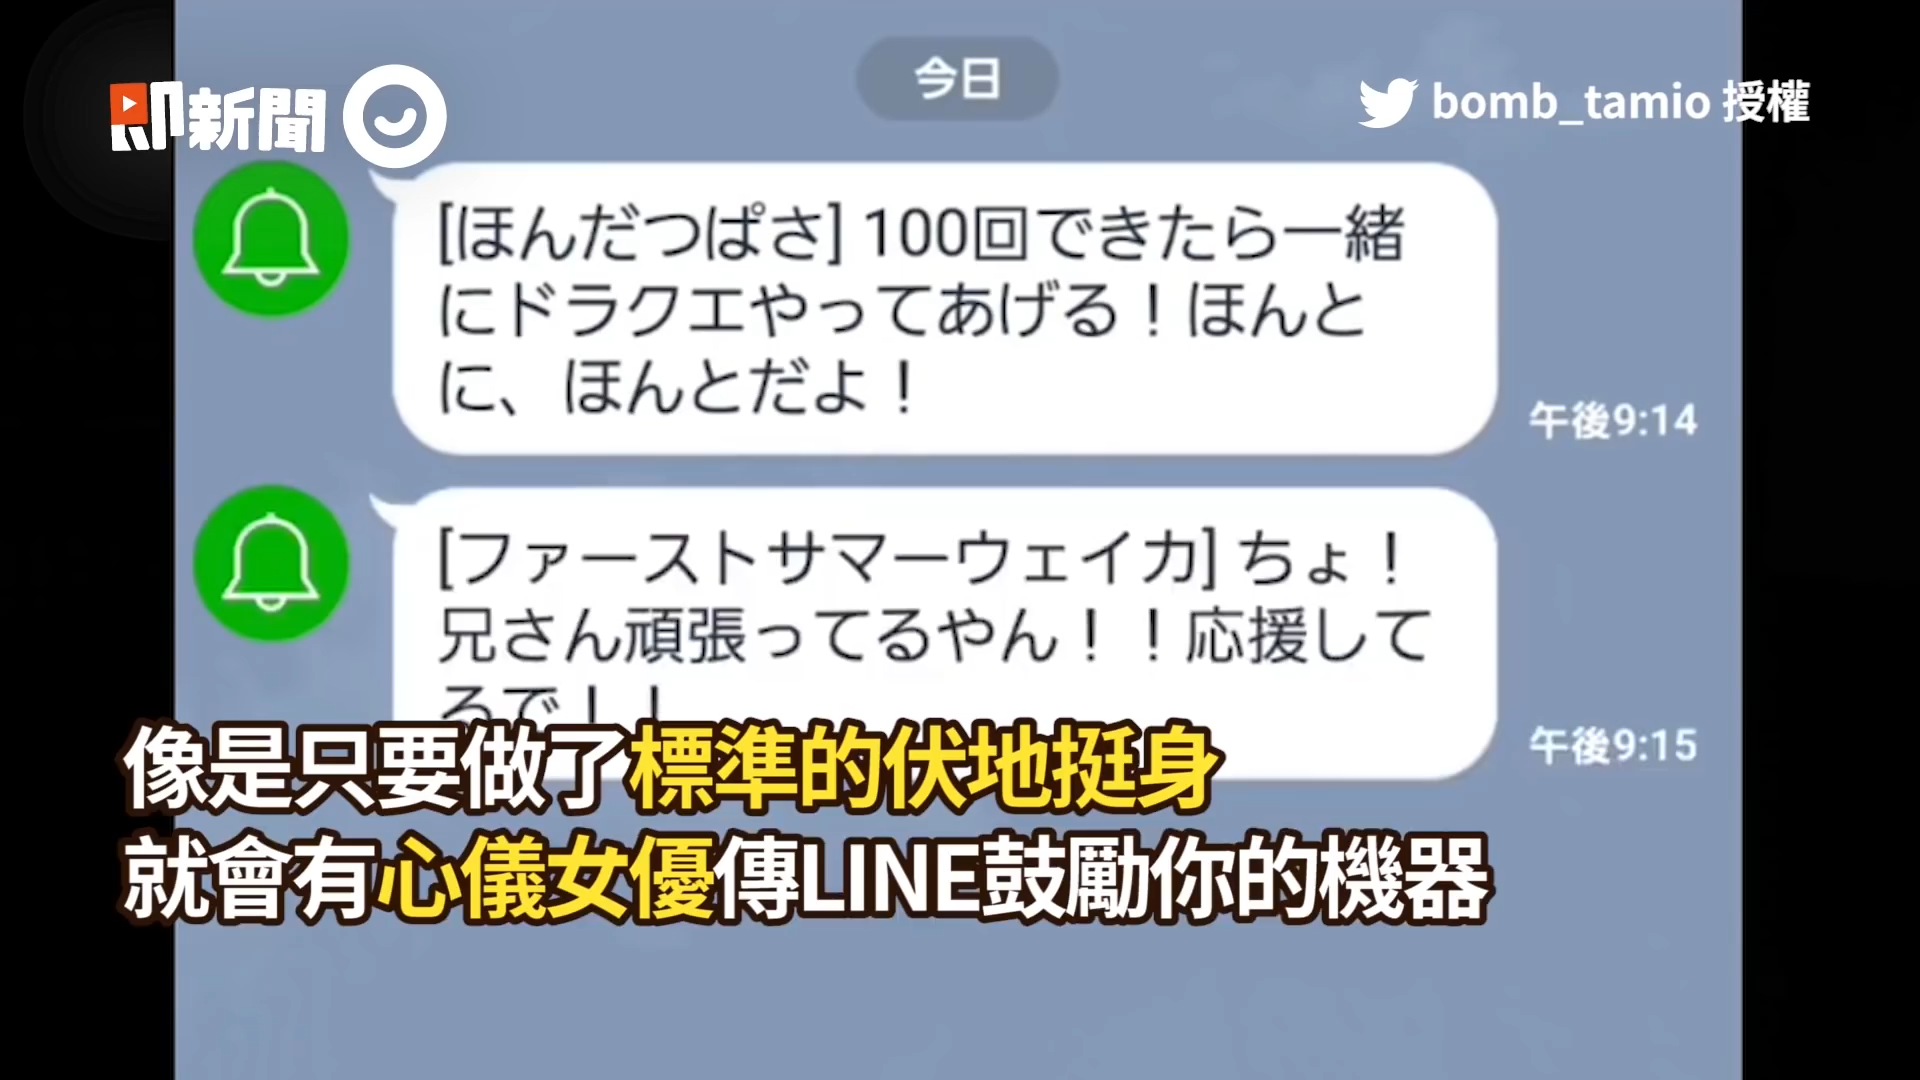 今日
即新聞
bomb_tamio 授權
[ほんだつぱさ] 100回できたら一緒
にドラクエやってあげる！ほんと
に、ほんとだよ！
午後9:14
[ファーストサマーウェイカ] ちょ！
兄さん頑張ってるやん！！応援して
るで！！
午後9:15
像是只要做了標準的伏地挺身
就會有心儀女優傳LINE鼓勵你的機器